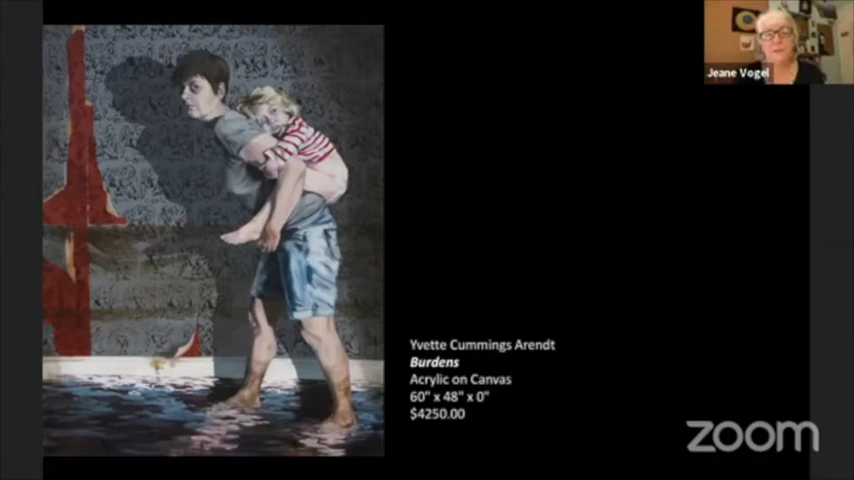 Jeane Vogel
Yvette Cummings Arendt
Burdens
Acrylic on Canvas
60" x 48" x 0"
$4250.00
zoom